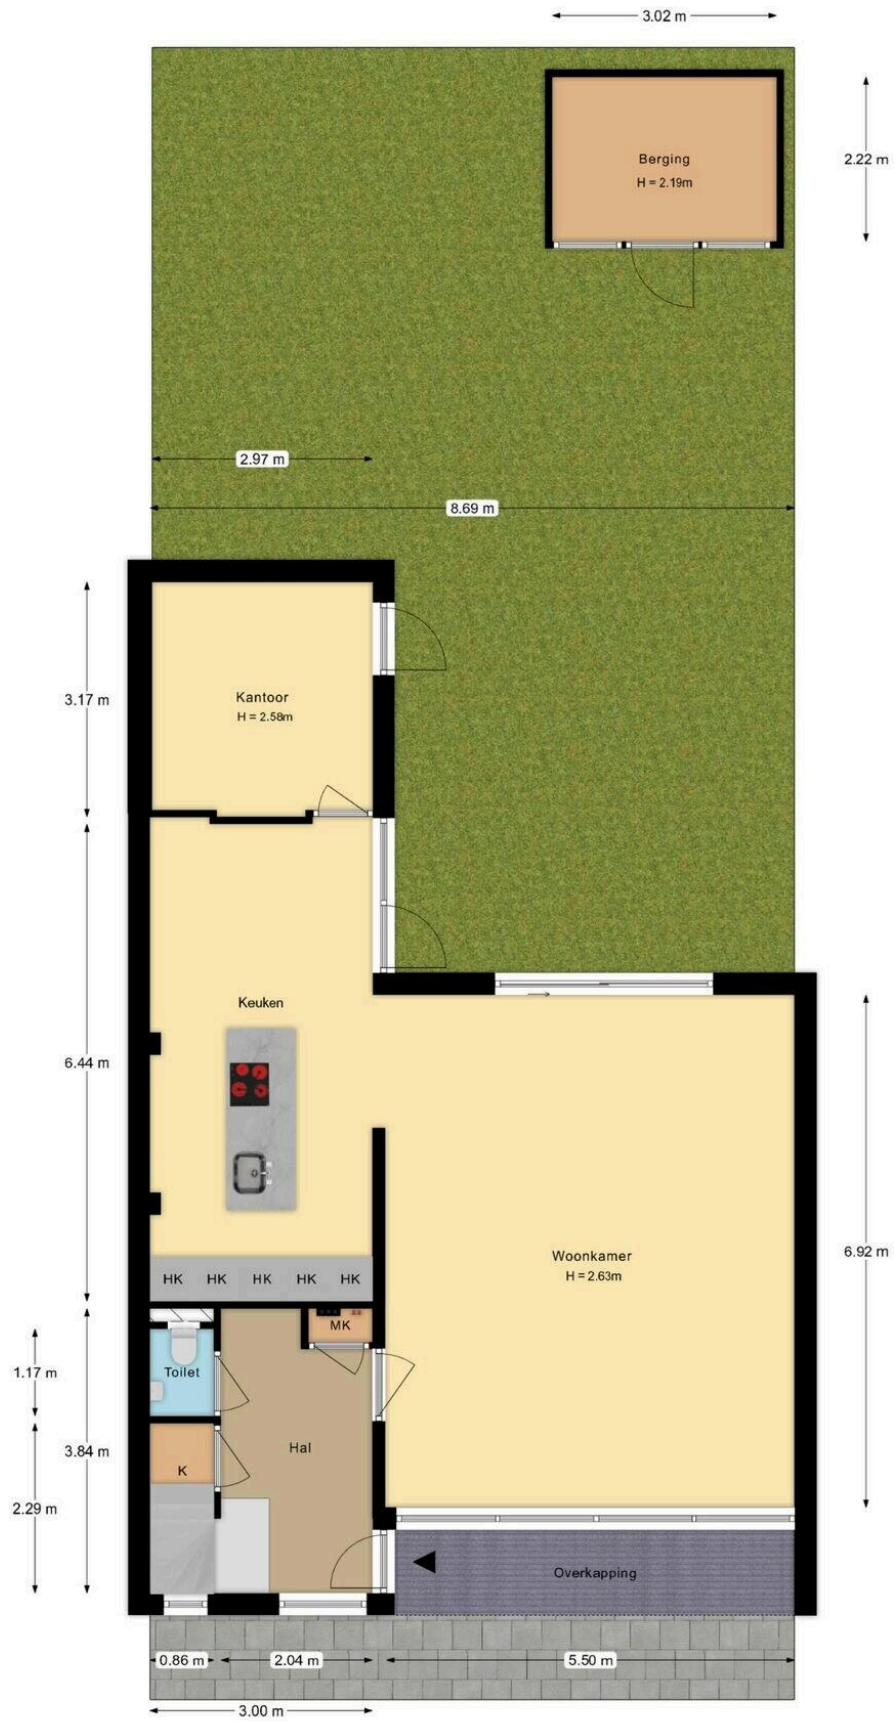 3.02 m
Berging
H = 2.19m
2.22 m
2.97 m
8.69 m
Kantoor
H = 2.58m
3.17 m
Keuken
6.44 m
Woonkamer
H = 2.63m
6.92 m
HK HK HK HK HK
MK
Toilet
1.17 m
Hal
3.84 m
K
2.29 m
Overkapping
0.86 m 2.04 m 5.50 m
3.00 m